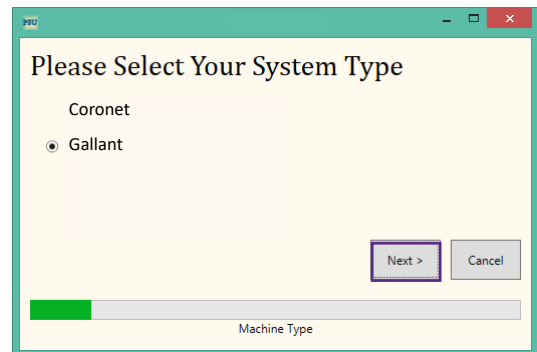 PSU
Please Select Your System Type
Coronet
Gallant
Next >
Cancel
Machine Type